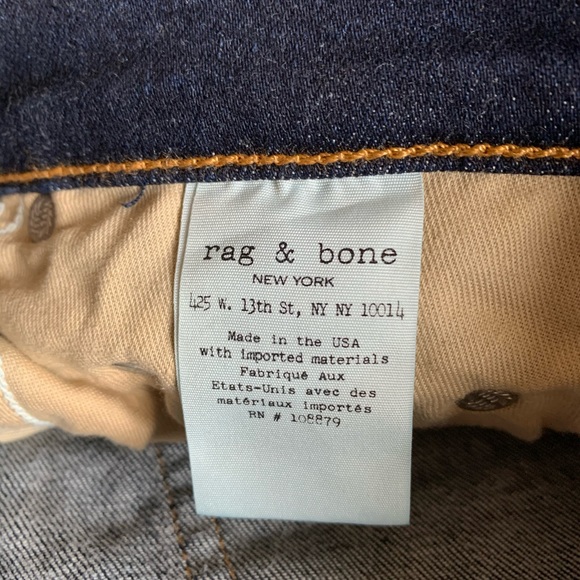 rag & bone
NEW YORK
425 W. 13th St, NY NY 10014
Made in the USA
with imported materials
Fabriqué Aux
Etats-Unis avec des
matériaux importés
RN # 108879